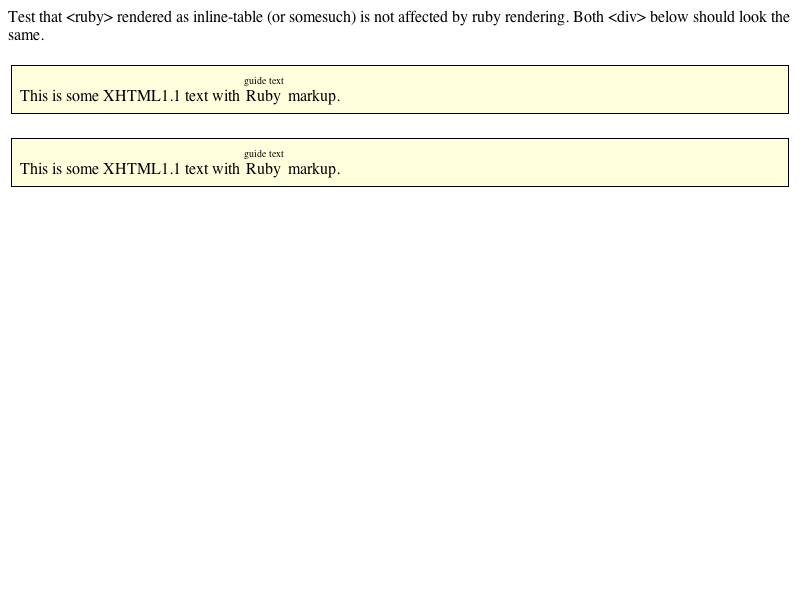 Test that <ruby> rendered as inline-table (or somesuch) is not affected by ruby rendering. Both <div> below should look the
same.
guide text
This is some XHTML1.1 text with Ruby markup.
guide text
This is some XHTML1.1 text with Ruby markup.